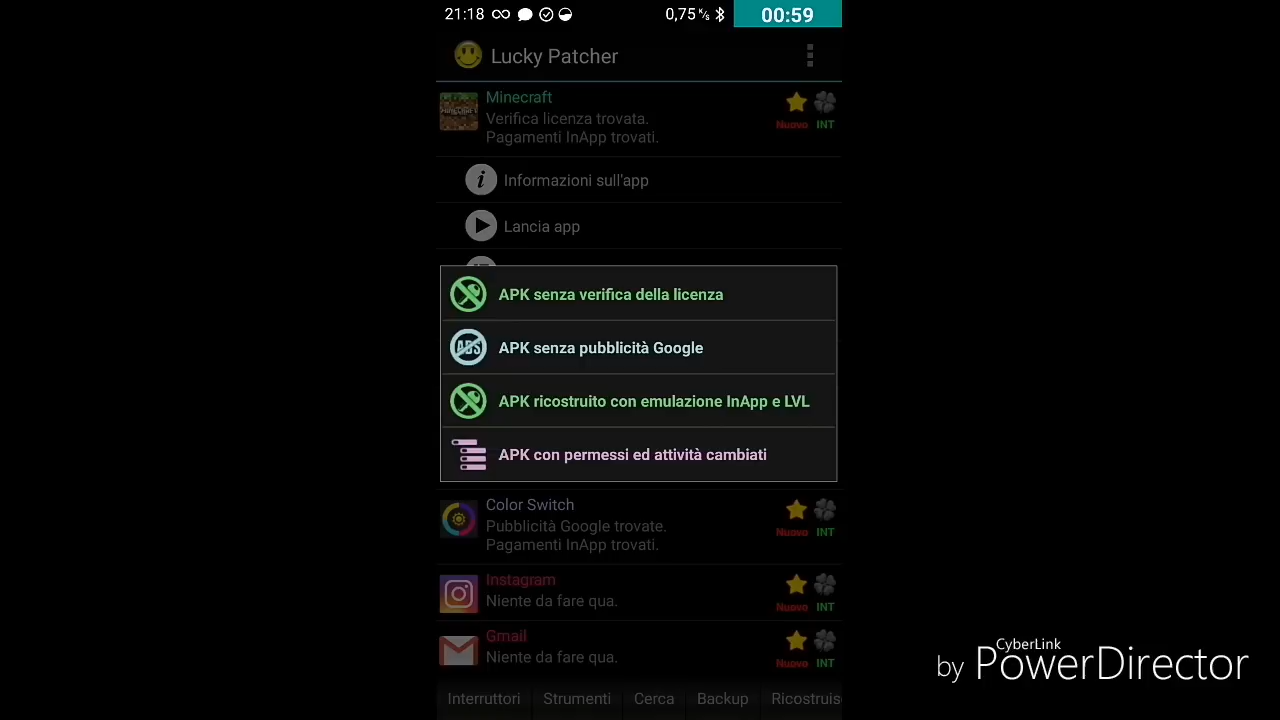 21:18
0,75 K/s
00:59
Lucky Patcher
Minecraft
Verifica licenza trovata.
Pagamenti InApp trovati.
Nuovo INT
Informazioni sull'app
Lancia app
APK senza verifica della licenza
ADS
APK senza pubblicità Google
APK ricostruito con emulazione InApp e LVL
APK con permessi ed attività cambiati
Color Switch
Pubblicità Google trovate.
Pagamenti InApp trovati.
Nuovo INT
Instagram
Niente da fare qua.
Nuovo INT
Gmail
Niente da fare qua.
Nuovo INT
Interruttori Strumenti Cerca Backup Ricostruis
CyberLink
by PowerDirector